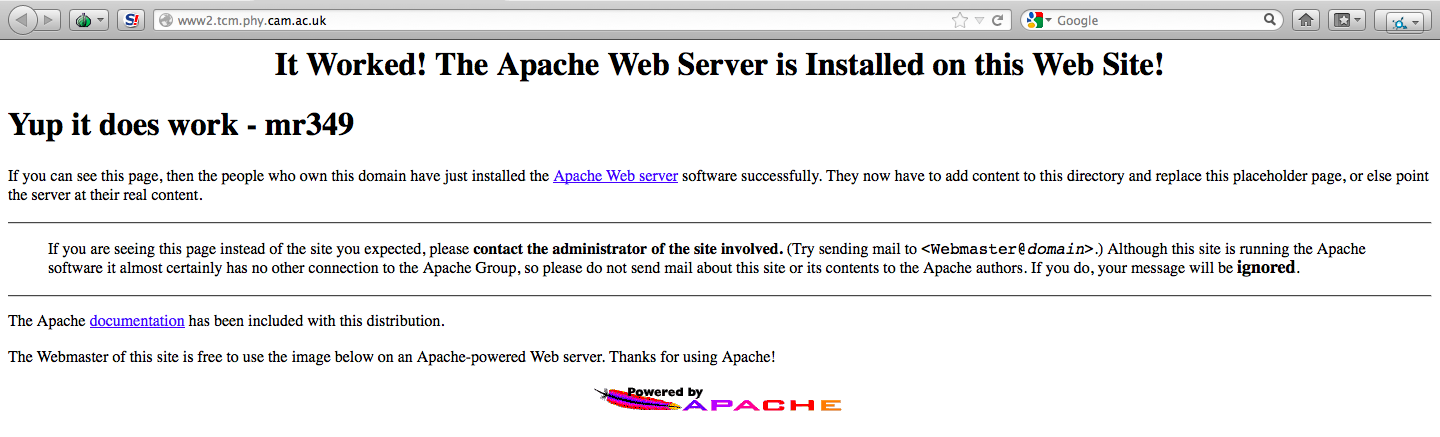 www2.tcm.phy.cam.ac.uk
Google
It Worked! The Apache Web Server is Installed on this Web Site!
Yup it does work - mr349
If you can see this page, then the people who own this domain have just installed the Apache Web server software successfully. They now have to add content to this directory and replace this placeholder page, or else point
the server at their real content.
If you are seeing this page instead of the site you expected, please contact the administrator of the site involved. (Try sending mail to <Webmaster@domain>.) Although this site is running the Apache
software it almost certainly has no other connection to the Apache Group, so please do not send mail about this site or its contents to the Apache authors. If you do, your message will be ignored.
The Apache documentation has been included with this distribution.
The Webmaster of this site is free to use the image below on an Apache-powered Web server. Thanks for using Apache!
Powered by
APACHE